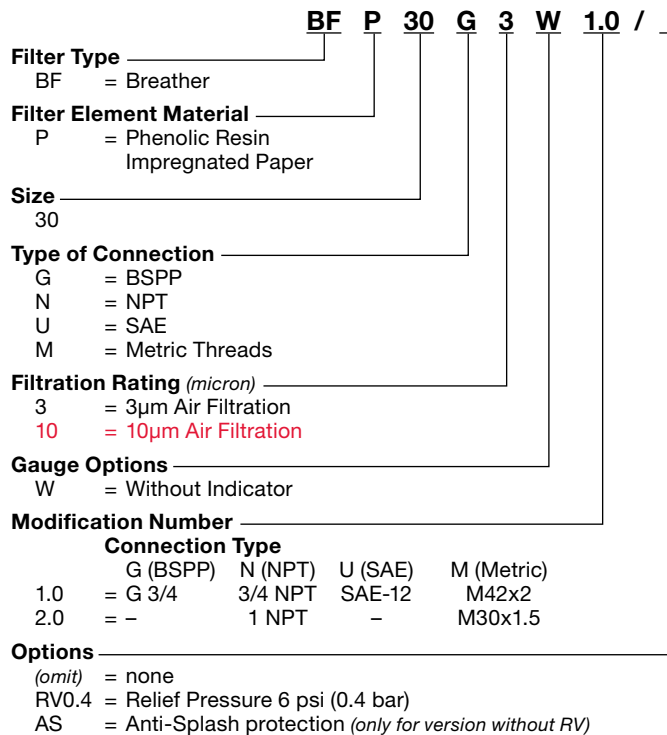 BF P 30 G 3 W 1.0 / _
Filter Type
BF = Breather
Filter Element Material
P = Phenolic Resin
Impregnated Paper
Size
30
Type of Connection
G = BSPP
N = NPT
U = SAE
M = Metric Threads
Filtration Rating (micron)
3 = 3µm Air Filtration
10 = 10µm Air Filtration
Gauge Options
W = Without Indicator
Modification Number
Connection Type
G (BSPP) N (NPT) U (SAE) M (Metric)
1.0 = G 3/4 3/4 NPT SAE-12 M42x2
2.0 = – 1 NPT – M30x1.5
Options
(omit) = none
RV0.4 = Relief Pressure 6 psi (0.4 bar)
AS = Anti-Splash protection (only for version without RV)